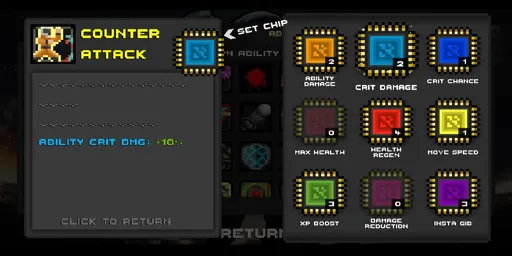 COUNTER
ATTACK
SET CHIP
AB
N ABILITY
ABILITY CRIT DMG: +10%
CLICK TO RETURN
RETURN
2
ABILITY
DAMAGE
2
CRIT DAMAGE
1
CRIT CHANCE
0
MAX HEALTH
4
HEALTH
REGEN
1
MOVE SPEED
3
XP BOOST
0
DAMAGE
REDUCTION
3
INSTA GIB